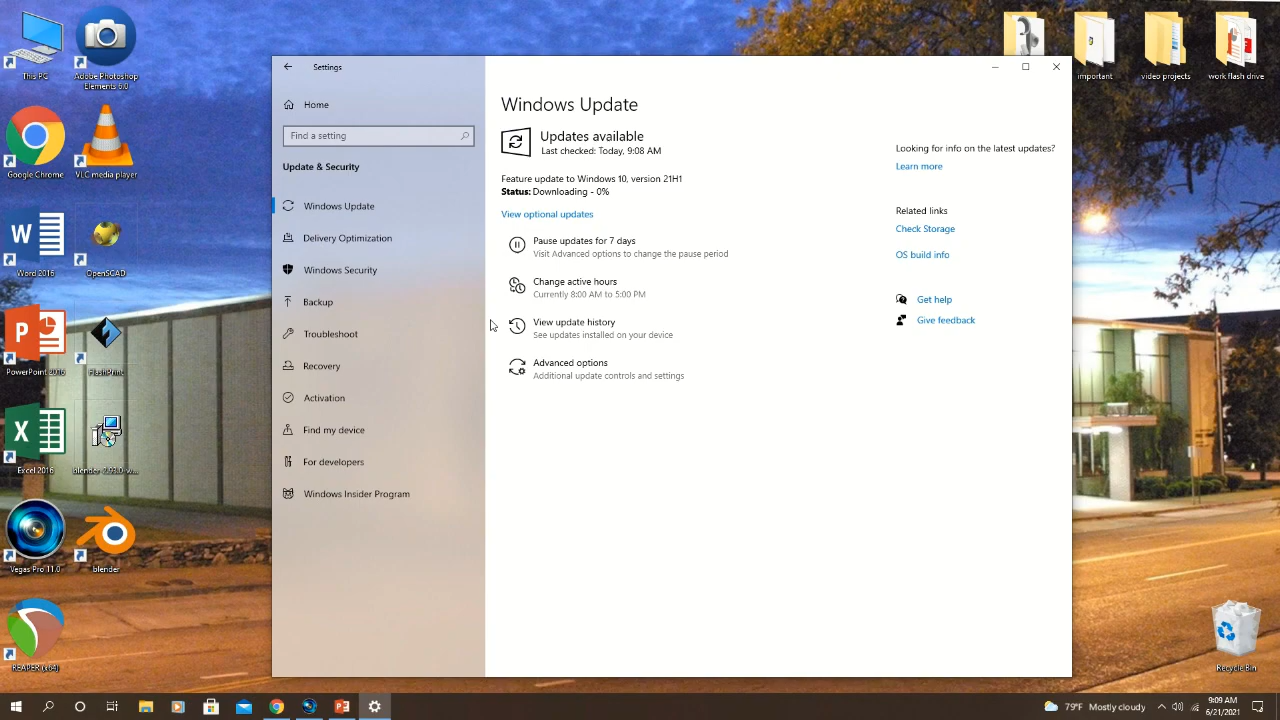 This PC
Adobe Photoshop
Elements 6.0
Google Chrome
VLC media player
Word 2016
OpenSCAD
PowerPoint 2016
FlashPrint
Excel 2016
blender-2.93.0-w...
Vegas Pro 11.0
blender
REAPER (x64)
Settings
Home
Find a setting
Update & Security
Windows Update
Delivery Optimization
Windows Security
Backup
Troubleshoot
Recovery
Activation
Find my device
For developers
Windows Insider Program
Windows Update
Updates available
Last checked: Today, 9:08 AM
Feature update to Windows 10, version 21H1
Status: Downloading - 0%
View optional updates
Pause updates for 7 days
Visit Advanced options to change the pause period
Change active hours
Currently 8:00 AM to 5:00 PM
View update history
See updates installed on your device
Advanced options
Additional update controls and settings
Looking for info on the latest updates?
Learn more
Related links
Check Storage
OS build info
Get help
Give feedback
important
video projects
work flash drive
Recycle Bin
79°F Mostly cloudy
9:09 AM
6/21/2021